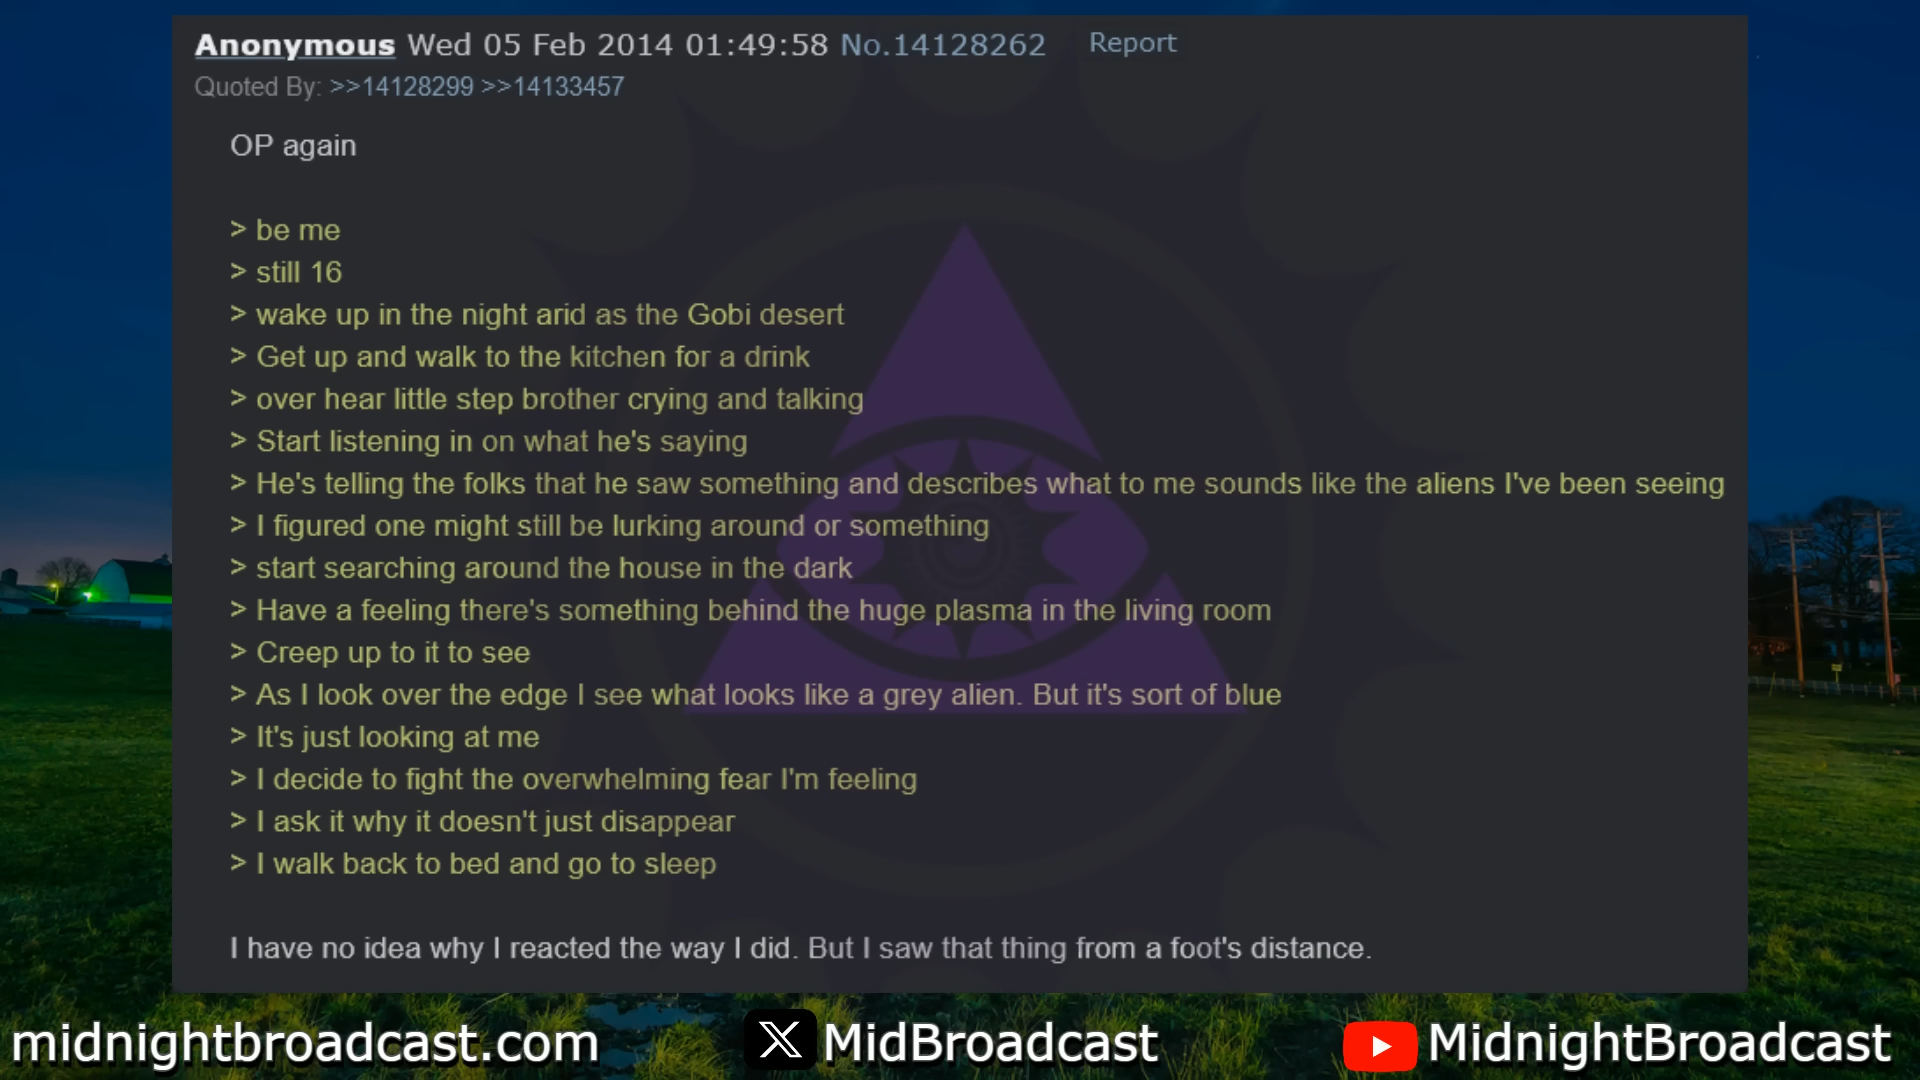 Anonymous Wed 05 Feb 2014 01:49:58 No.14128262 Report
Quoted By: >>14128299 >>14133457
OP again
> be me
> still 16
> wake up in the night arid as the Gobi desert
> Get up and walk to the kitchen for a drink
> over hear little step brother crying and talking
> Start listening in on what he's saying
> He's telling the folks that he saw something and describes what to me sounds like the aliens I've been seeing
> I figured one might still be lurking around or something
> start searching around the house in the dark
> Have a feeling there's something behind the huge plasma in the living room
> Creep up to it to see
> As I look over the edge I see what looks like a grey alien. But it's sort of blue
> It's just looking at me
> I decide to fight the overwhelming fear I'm feeling
> I ask it why it doesn't just disappear
> I walk back to bed and go to sleep
I have no idea why I reacted the way I did. But I saw that thing from a foot's distance.
midnightbroadcast.com
MidBroadcast
MidnightBroadcast